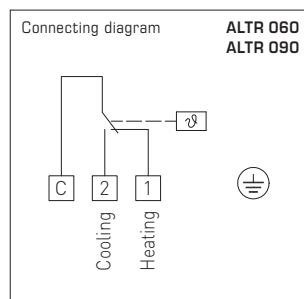 Connecting diagram
ALTR 060
ALTR 090
ϑ
C
2
1
Cooling
Heating